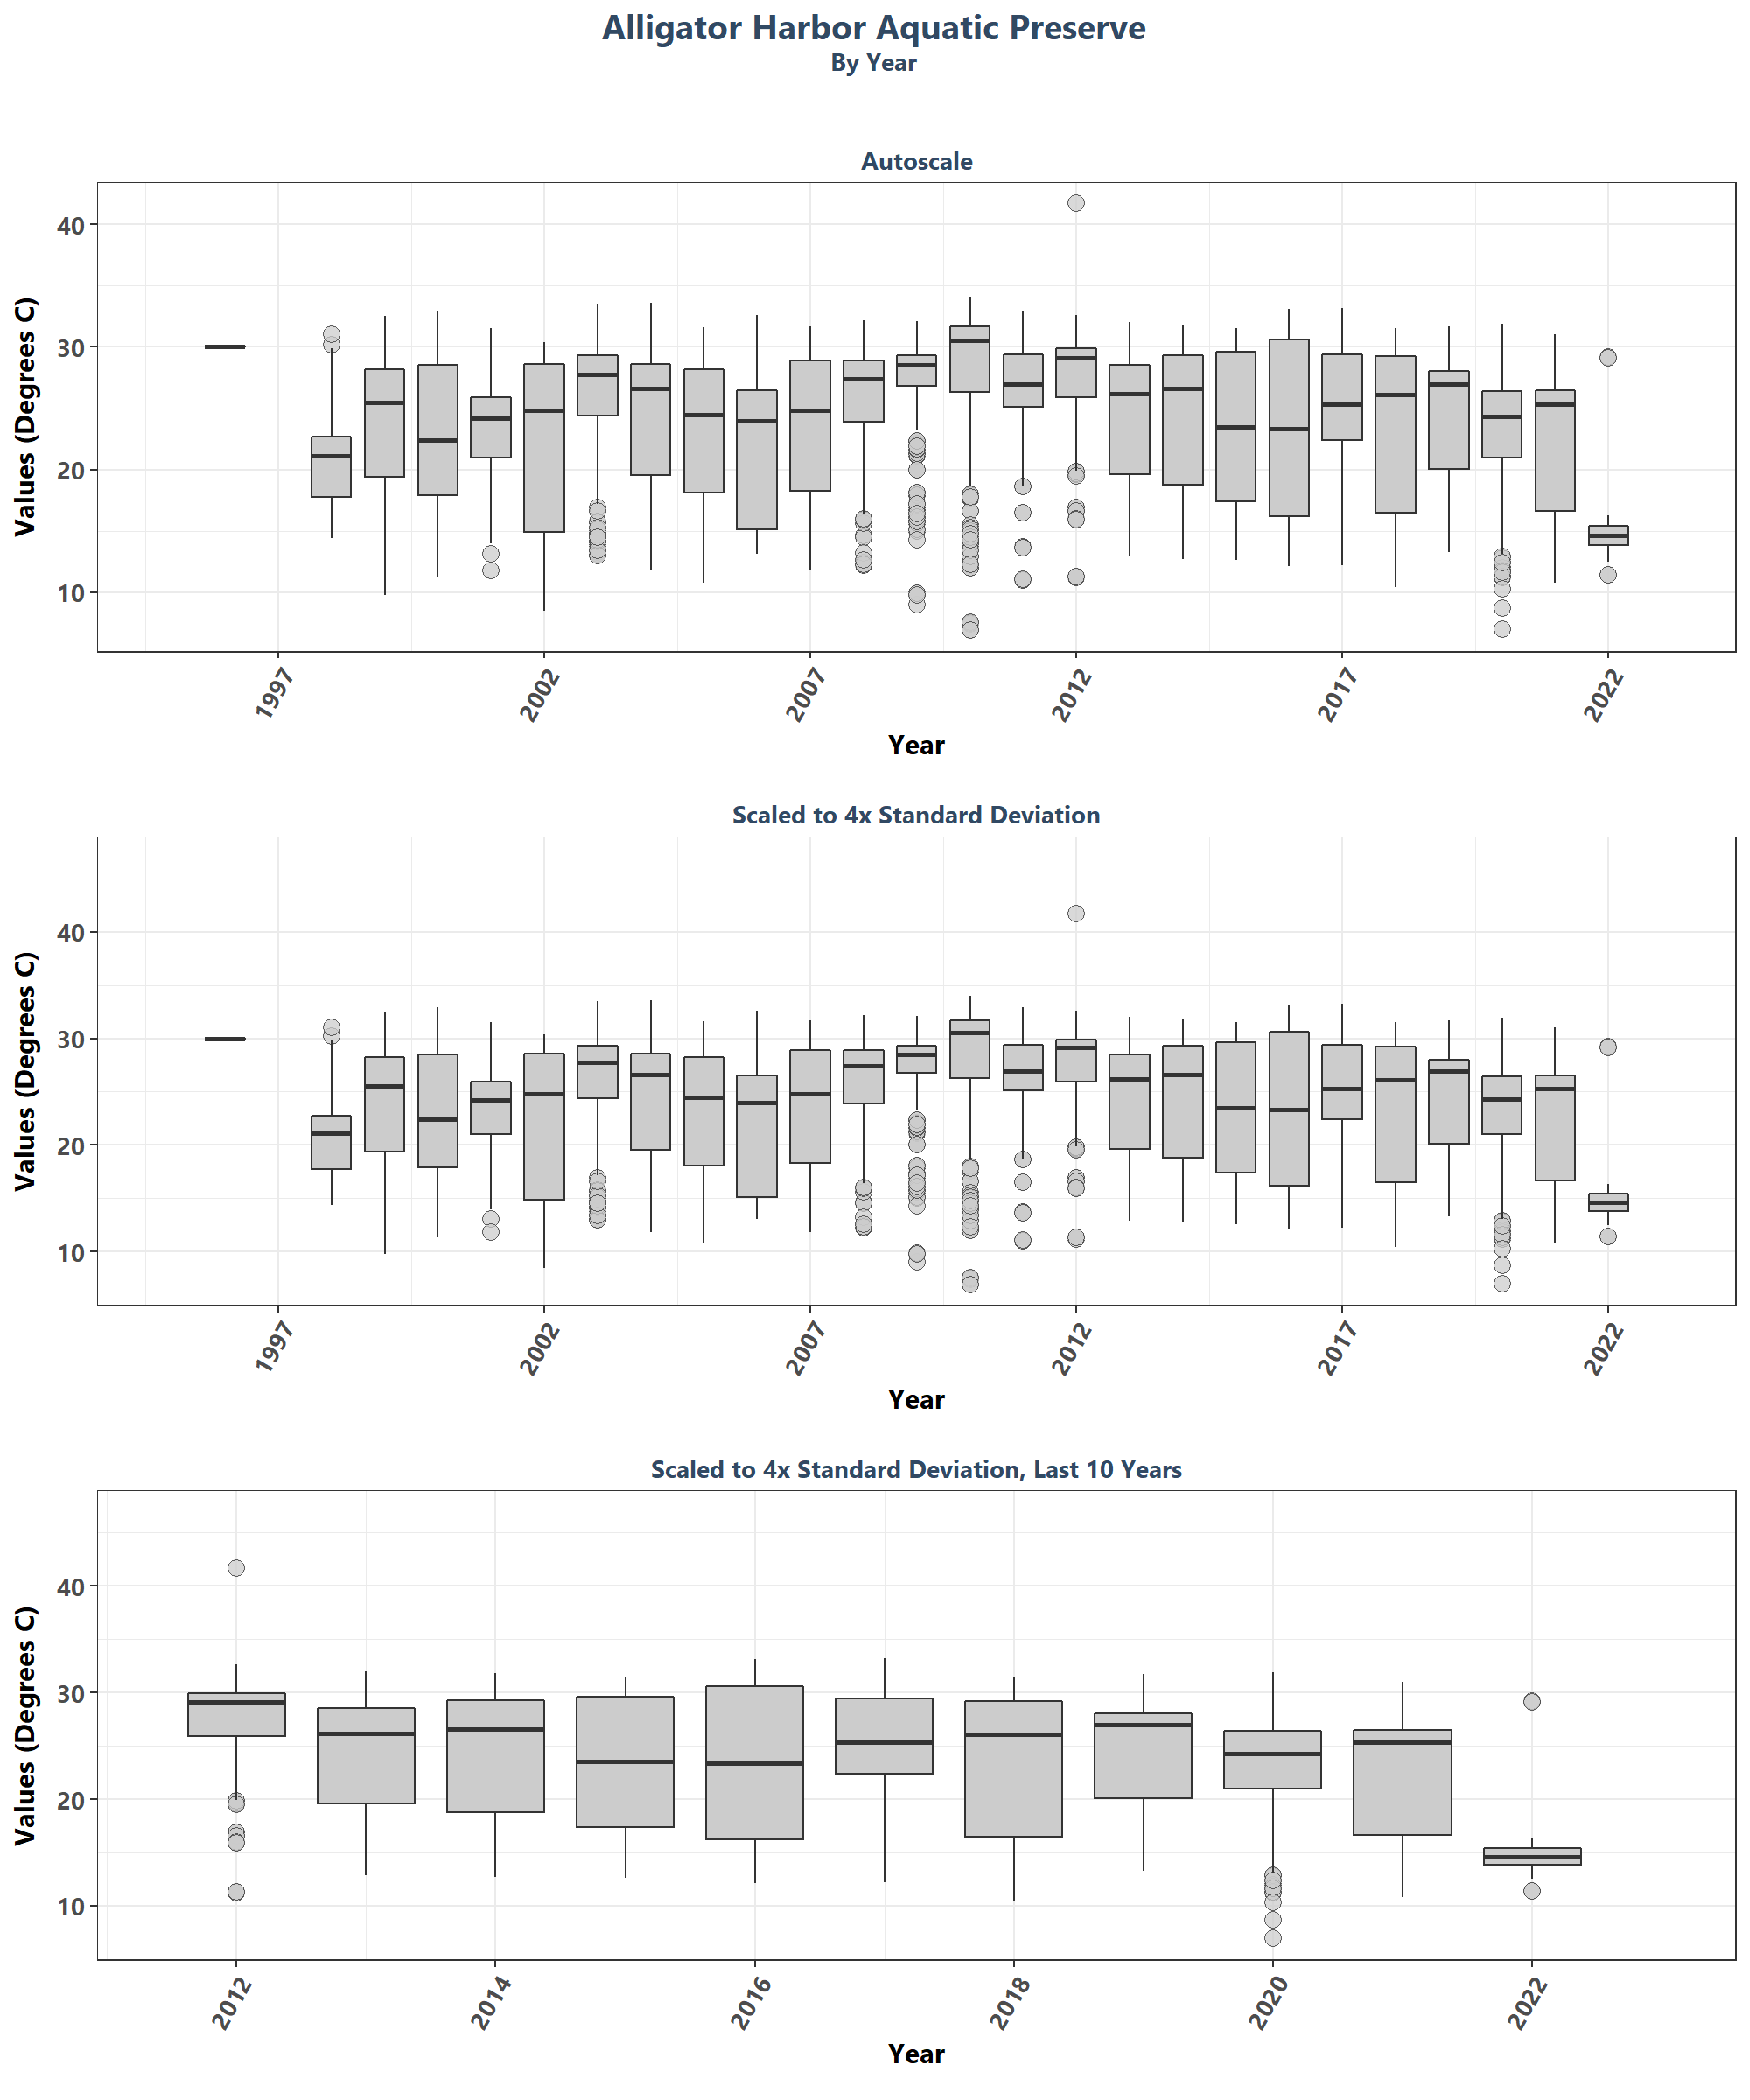 Alligator Harbor Aquatic Preserve
By Year
Autoscale
Values (Degrees C)
40
30
20
10
1997
2002
2007
2012
2017
2022
Year
Scaled to 4x Standard Deviation
Values (Degrees C)
40
30
20
10
1997
2002
2007
2012
2017
2022
Year
Scaled to 4x Standard Deviation, Last 10 Years
Values (Degrees C)
40
30
20
10
2012
2014
2016
2018
2020
2022
Year